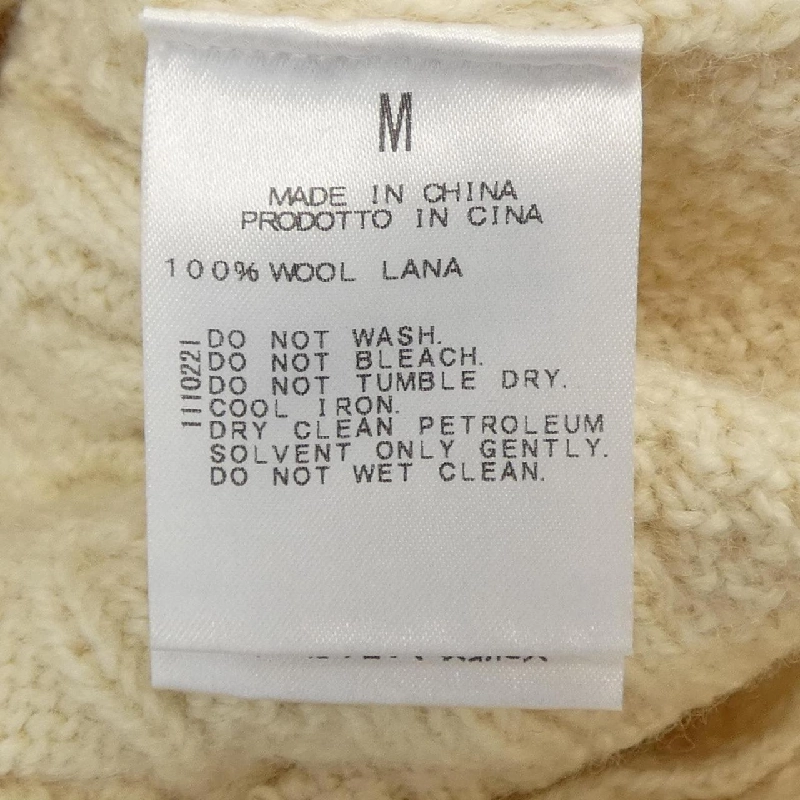 M
MADE IN CHINA
PRODOTTO IN CINA
100% WOOL LANA
1110221
DO NOT WASH.
DO NOT BLEACH.
DO NOT TUMBLE DRY.
COOL IRON.
DRY CLEAN PETROLEUM
SOLVENT ONLY GENTLY.
DO NOT WET CLEAN.